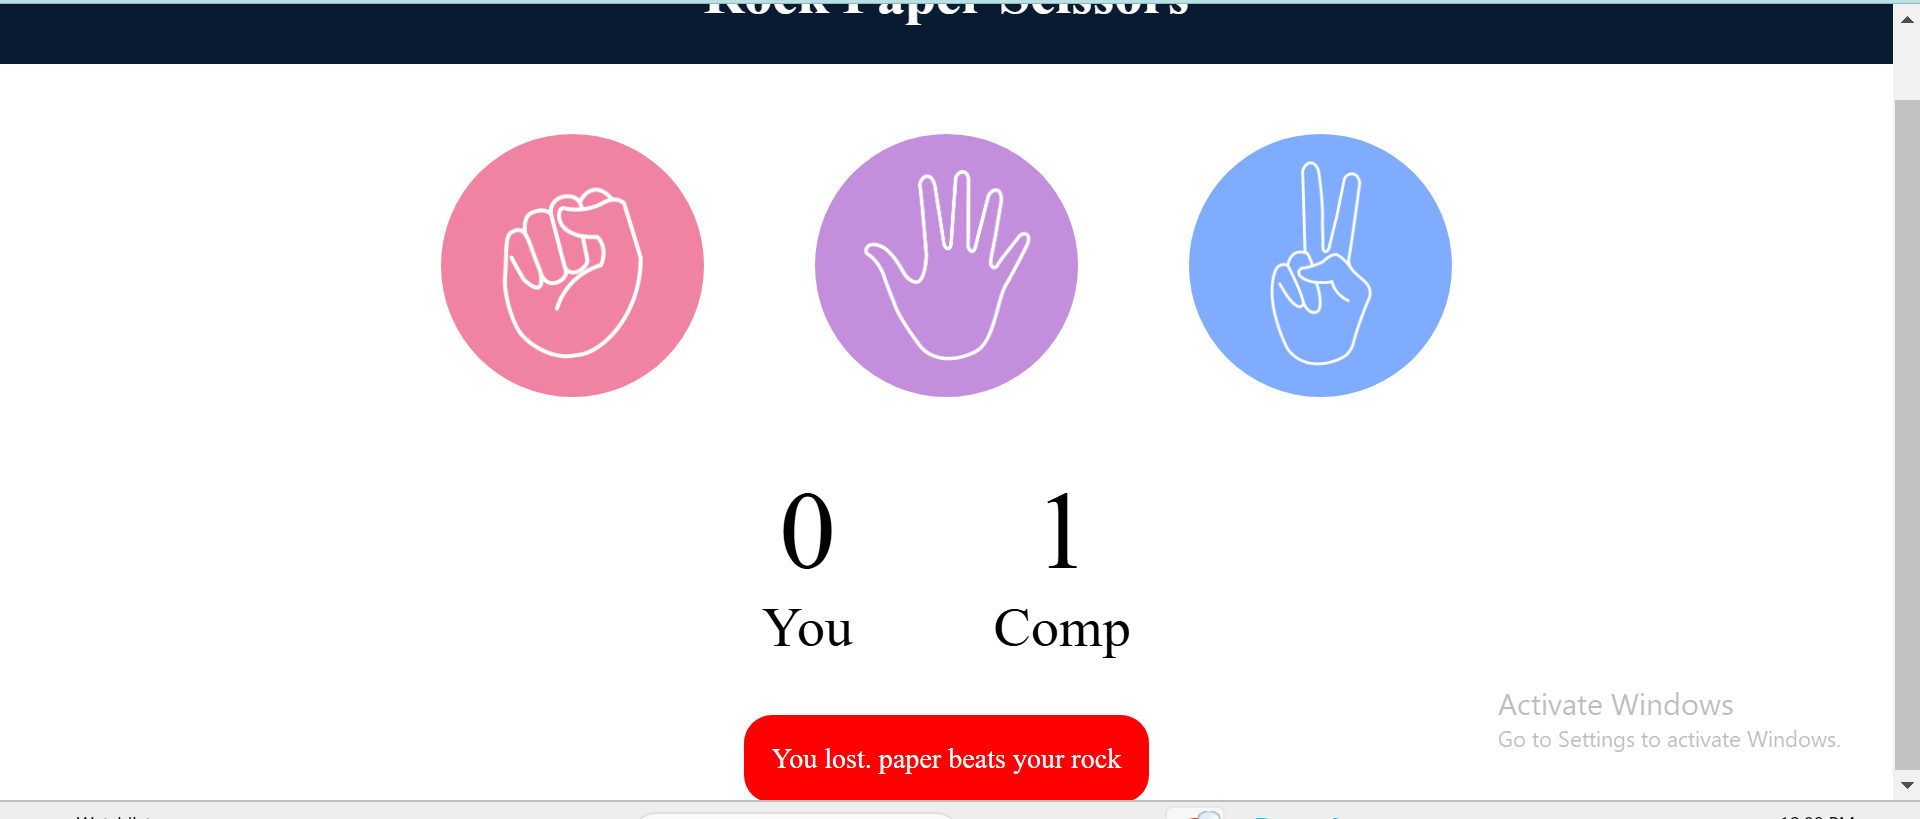 Rock Paper Scissors
0 1
You Comp
You lost. paper beats your rock
Activate Windows
Go to Settings to activate Windows.